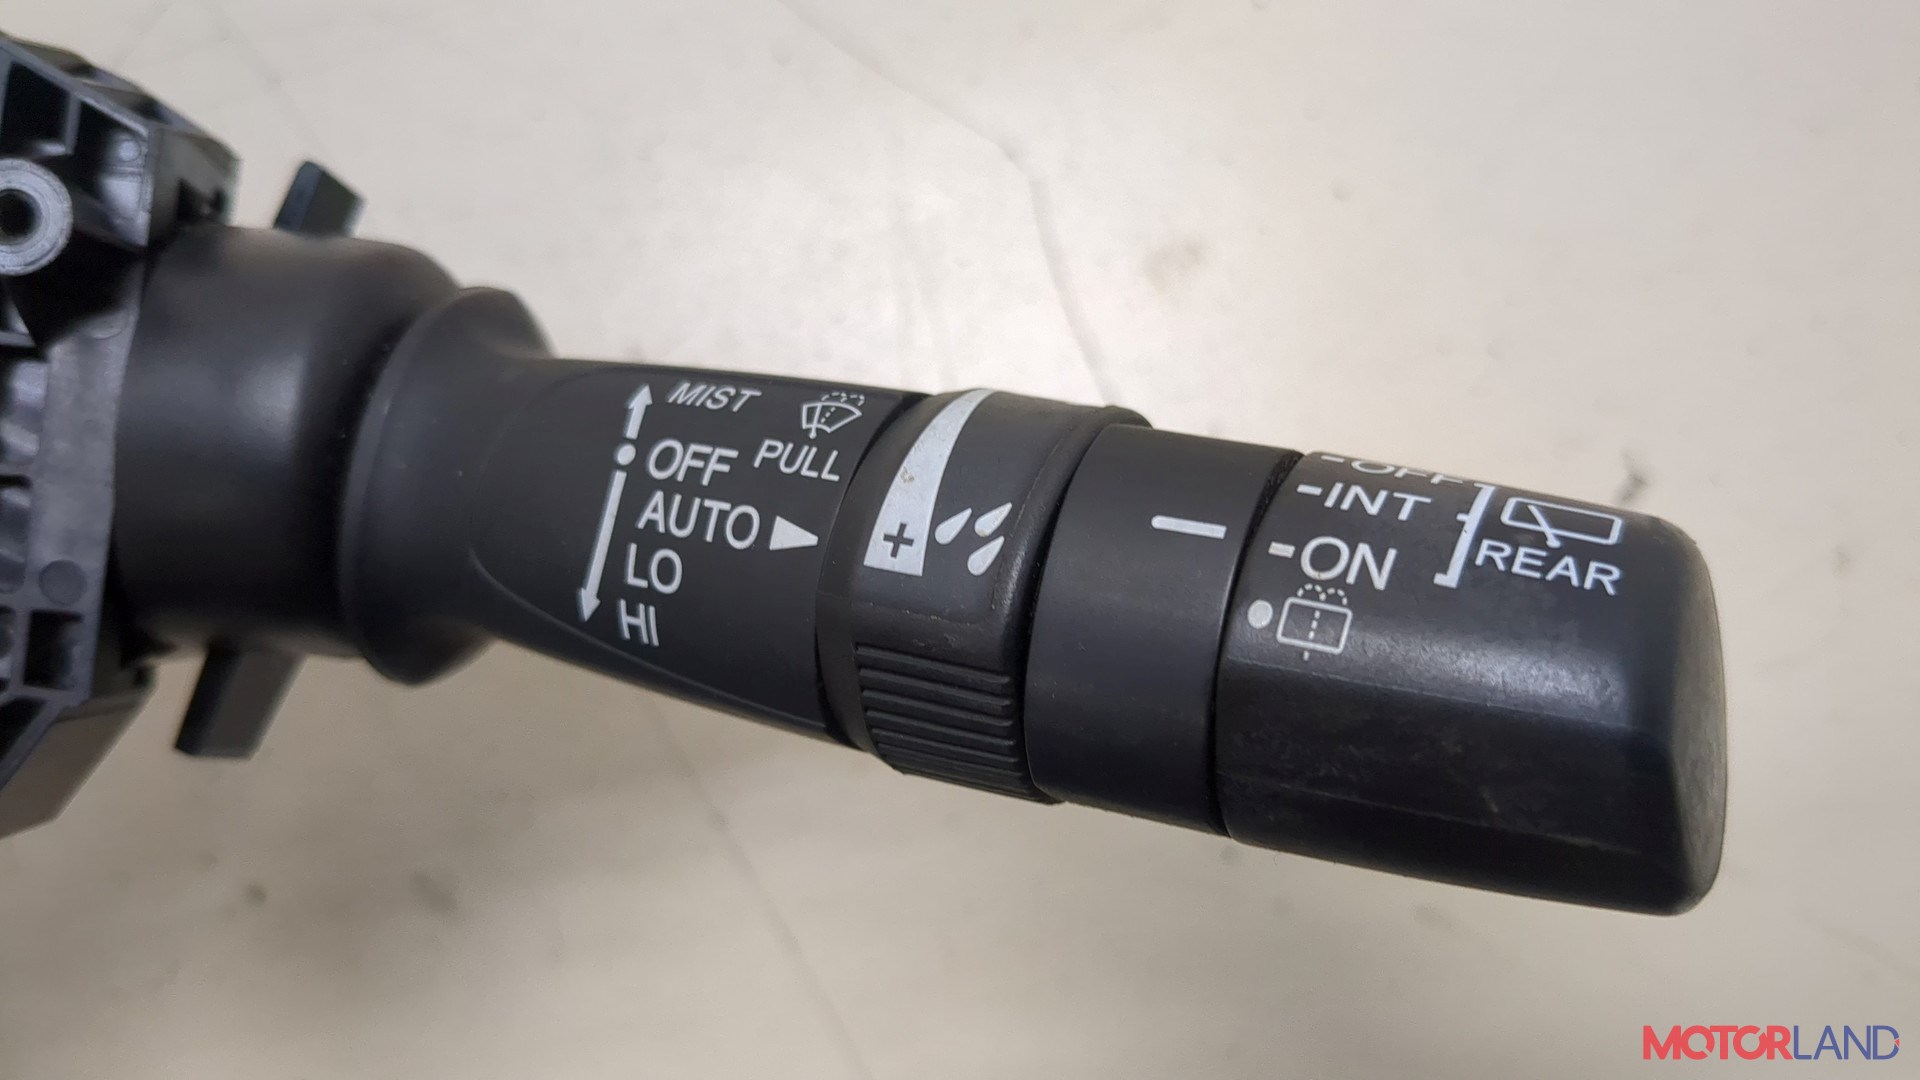 MIST
OFF PULL
AUTO
LO
HI
+
-OFF
-INT
-ON
REAR
MOTORLAND